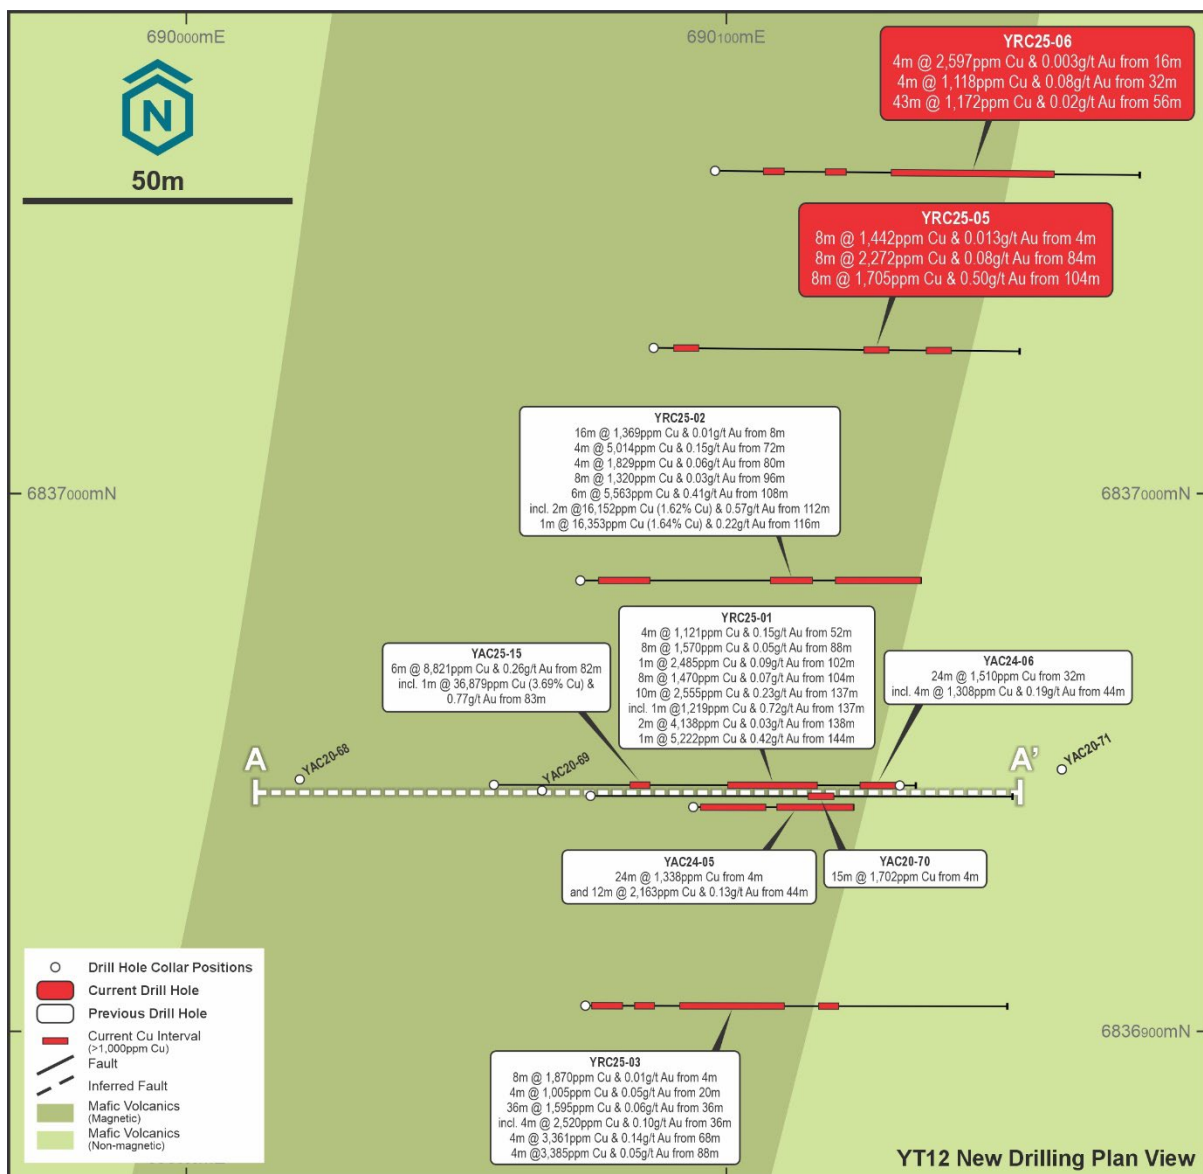 690000mE
690100mE
N
50m
YRC25-06
4m @ 2,597ppm Cu & 0.003g/t Au from 16m
4m @ 1,118ppm Cu & 0.08g/t Au from 32m
43m @ 1,172ppm Cu & 0.02g/t Au from 56m
YRC25-05
8m @ 1,442ppm Cu & 0.013g/t Au from 4m
8m @ 2,272ppm Cu & 0.08g/t Au from 84m
8m @ 1,705ppm Cu & 0.50g/t Au from 104m
YRC25-02
16m @ 1,369ppm Cu & 0.01g/t Au from 8m
4m @ 5,014ppm Cu & 0.15g/t Au from 72m
4m @ 1,829ppm Cu & 0.06g/t Au from 80m
8m @ 1,320ppm Cu & 0.03g/t Au from 96m
6m @ 5,563ppm Cu & 0.41g/t Au from 108m
incl. 2m @16,152ppm Cu (1.62% Cu) & 0.57g/t Au from 112m
1m @ 16,353ppm Cu (1.64% Cu) & 0.22g/t Au from 116m
6837000mN
6837000mN
YRC25-01
4m @ 1,121ppm Cu & 0.15g/t Au from 52m
8m @ 1,570ppm Cu & 0.05g/t Au from 88m
1m @ 2,485ppm Cu & 0.09g/t Au from 102m
8m @ 1,470ppm Cu & 0.07g/t Au from 104m
10m @ 2,555ppm Cu & 0.23g/t Au from 137m
incl. 1m @1,219ppm Cu & 0.72g/t Au from 137m
2m @ 4,138ppm Cu & 0.03g/t Au from 138m
1m @ 5,222ppm Cu & 0.42g/t Au from 144m
YAC25-15
6m @ 8,821ppm Cu & 0.26g/t Au from 82m
incl. 1m @ 36,879ppm Cu (3.69% Cu) &
0.77g/t Au from 83m
YAC24-06
24m @ 1,510ppm Cu from 32m
incl. 4m @ 1,308ppm Cu & 0.19g/t Au from 44m
A
YAC20-68
YAC20-69
A'
YAC20-71
YAC24-05
24m @ 1,338ppm Cu from 4m
and 12m @ 2,163ppm Cu & 0.13g/t Au from 44m
YAC20-70
15m @ 1,702ppm Cu from 4m
6836900mN
YRC25-03
8m @ 1,870ppm Cu & 0.01g/t Au from 4m
4m @ 1,005ppm Cu & 0.05g/t Au from 20m
36m @ 1,595ppm Cu & 0.06g/t Au from 36m
incl. 4m @ 2,520ppm Cu & 0.10g/t Au from 36m
4m @ 3,361ppm Cu & 0.14g/t Au from 68m
4m @3,385ppm Cu & 0.05g/t Au from 88m
Drill Hole Collar Positions
Current Drill Hole
Previous Drill Hole
Current Cu Interval
(>1,000ppm Cu)
Fault
Inferred Fault
Mafic Volcanics
(Magnetic)
Mafic Volcanics
(Non-magnetic)
YT12 New Drilling Plan View